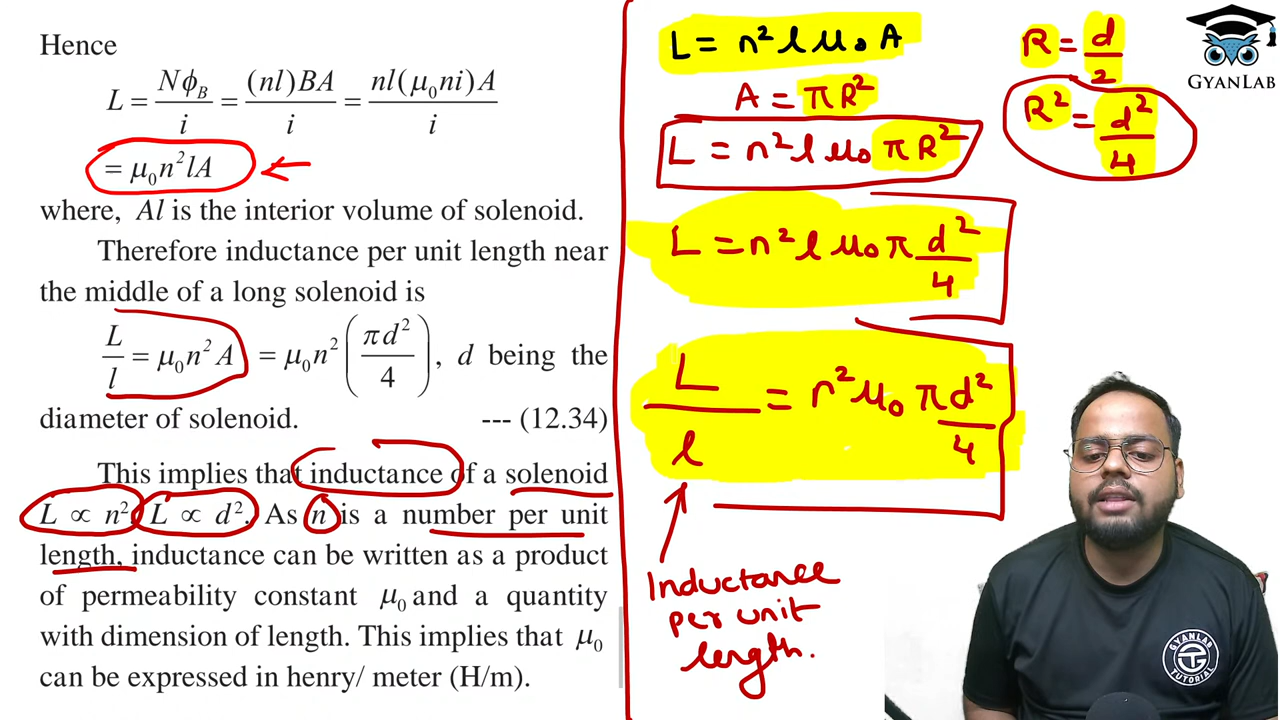 Hence
L = Nϕ_B/i = (nl)BA/i = nl(μ₀ni)A/i
= μ₀n²lA
where, Al is the interior volume of solenoid.
Therefore inductance per unit length near
the middle of a long solenoid is
L/l = μ₀n²A = μ₀n²(πd²/4), d being the
diameter of solenoid. --- (12.34)
This implies that inductance of a solenoid
L ∝ n², L ∝ d². As n is a number per unit
length, inductance can be written as a product
of permeability constant μ₀ and a quantity
with dimension of length. This implies that μ₀
can be expressed in henry/ meter (H/m).
L = n²lμ₀A
A = πR²
L = n²lμ₀πR²
L = n²lμ₀πd²/4
L/l = n²μ₀πd²/4
Inductance
per unit
length.
R = d/2
R² = d²/4
GYANLAB
GYANLAB
TUTORIAL